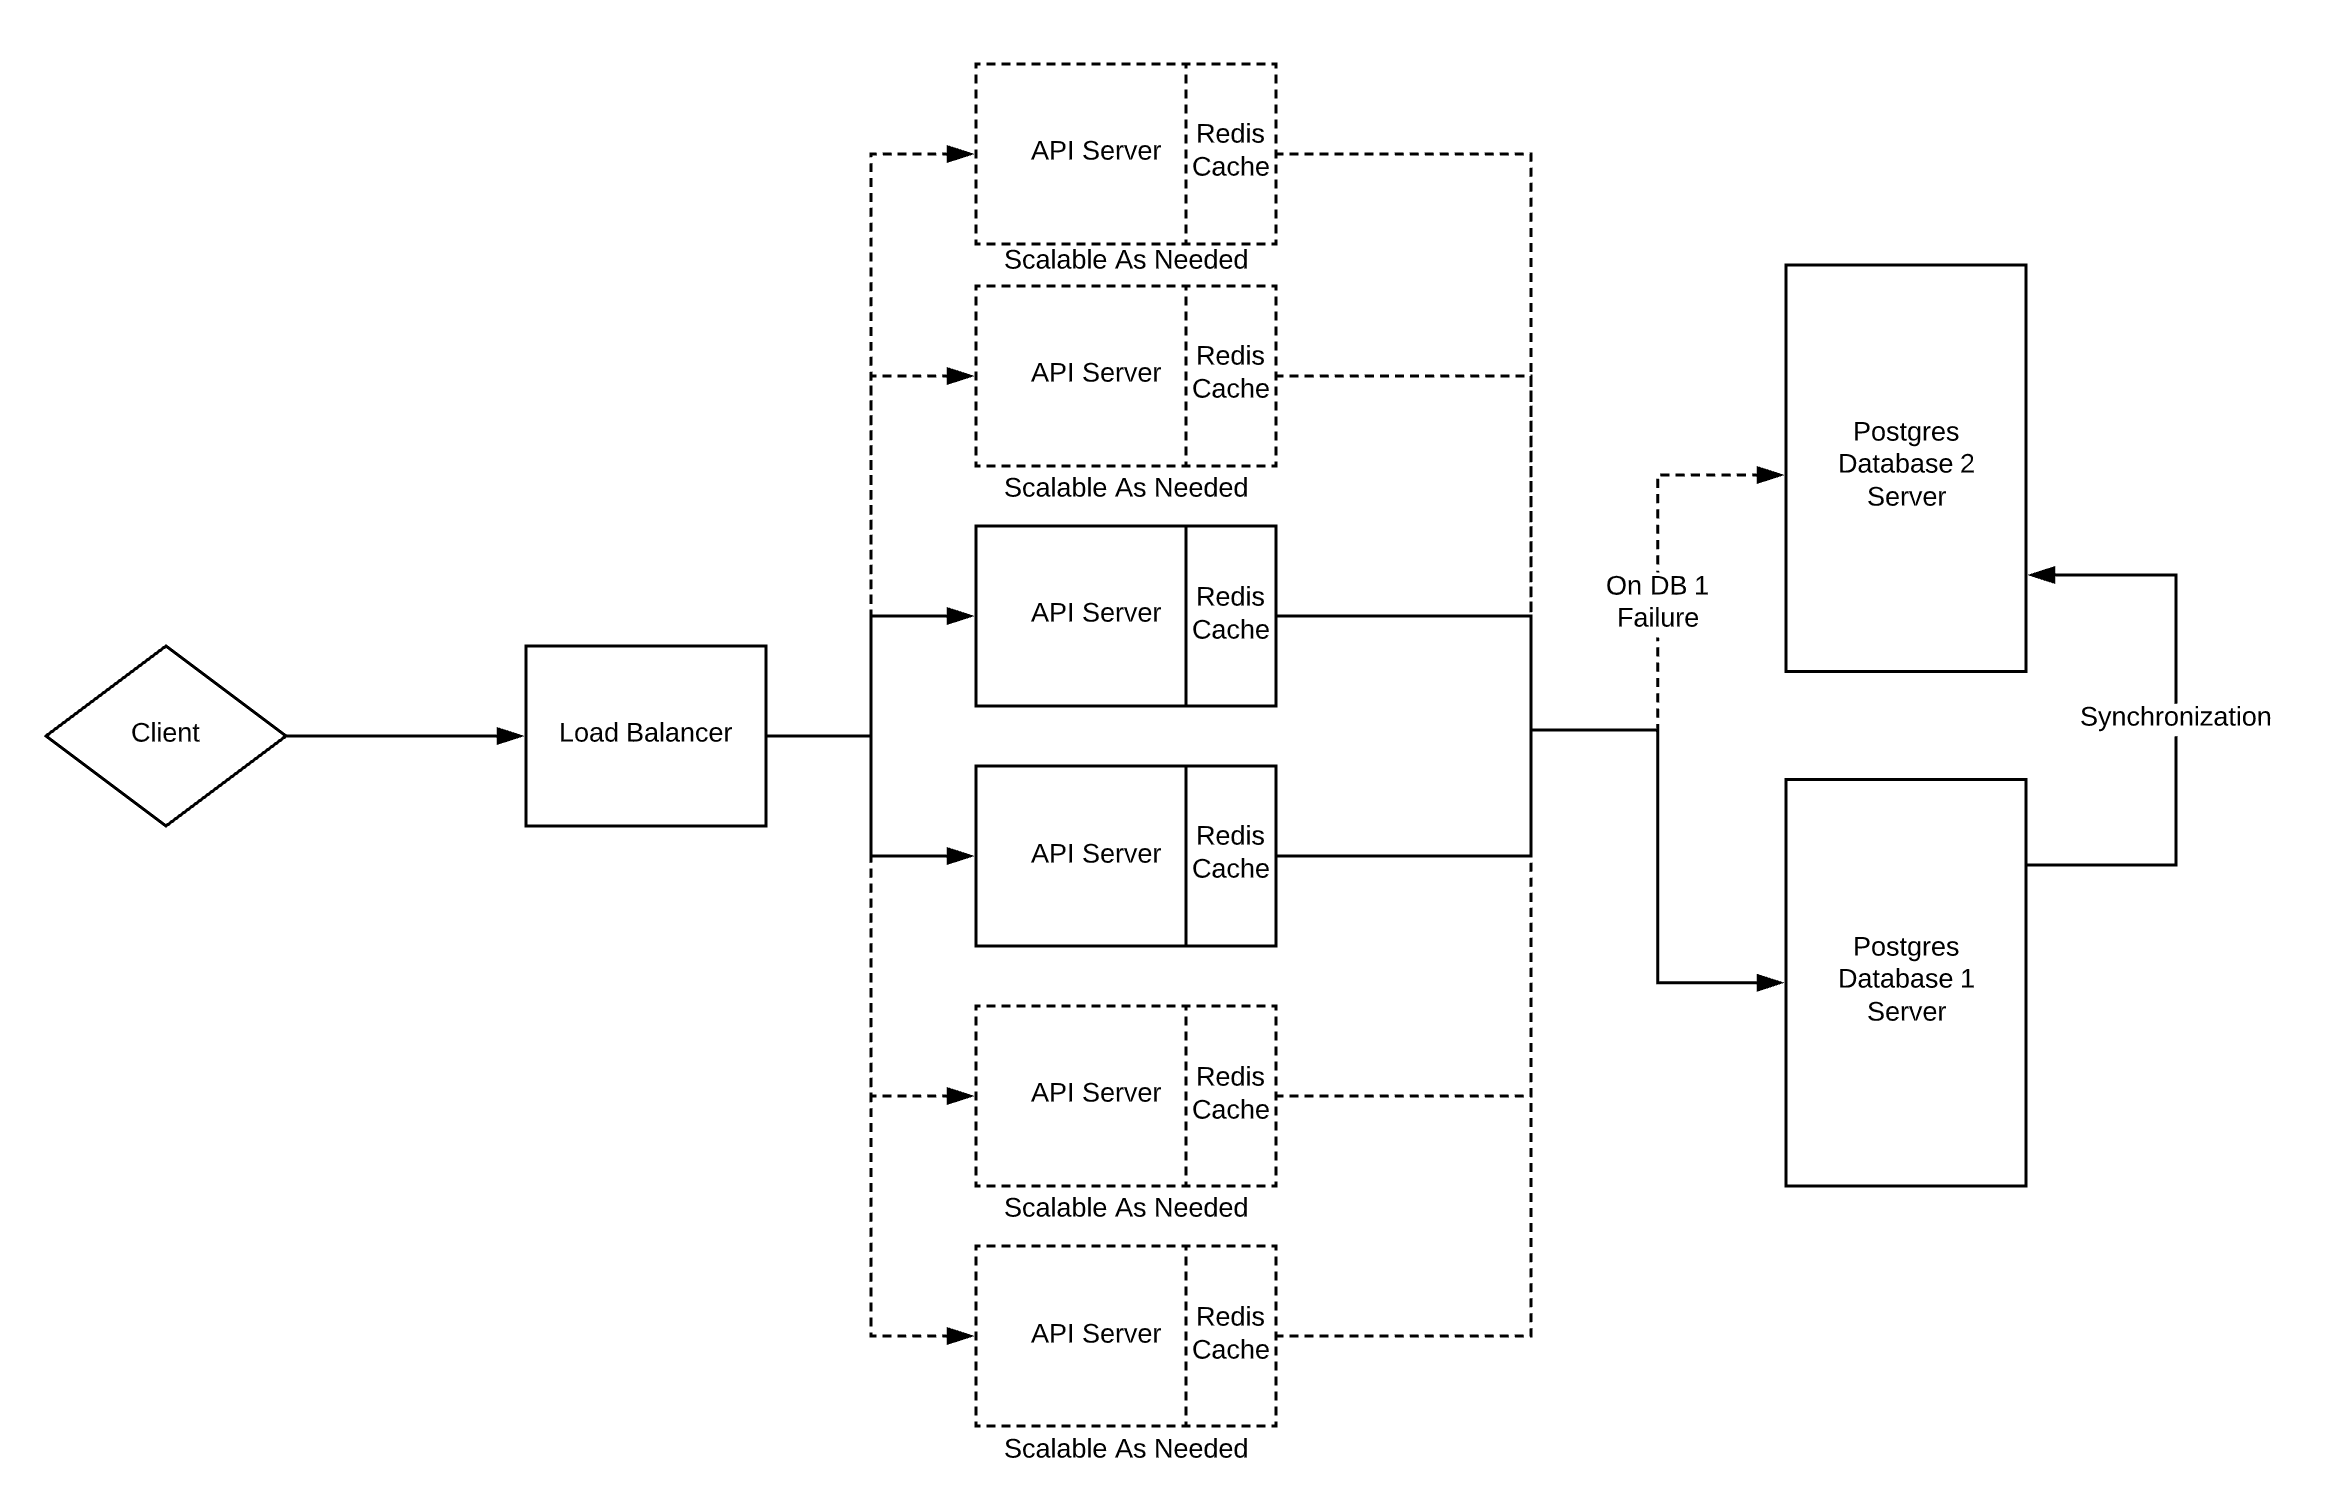 Client
Load Balancer
API Server
Redis
Cache
Scalable As Needed
API Server
Redis
Cache
Scalable As Needed
API Server
Redis
Cache
API Server
Redis
Cache
API Server
Redis
Cache
Scalable As Needed
API Server
Redis
Cache
Scalable As Needed
On DB 1
Failure
Postgres
Database 2
Server
Synchronization
Postgres
Database 1
Server